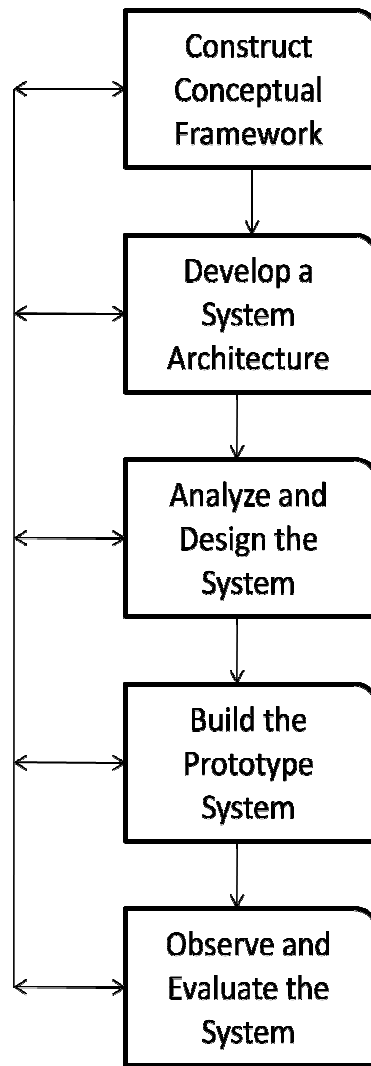 Construct
Conceptual
Framework
Develop a
System
Architecture
Analyze and
Design the
System
Build the
Prototype
System
Observe and
Evaluate the
System